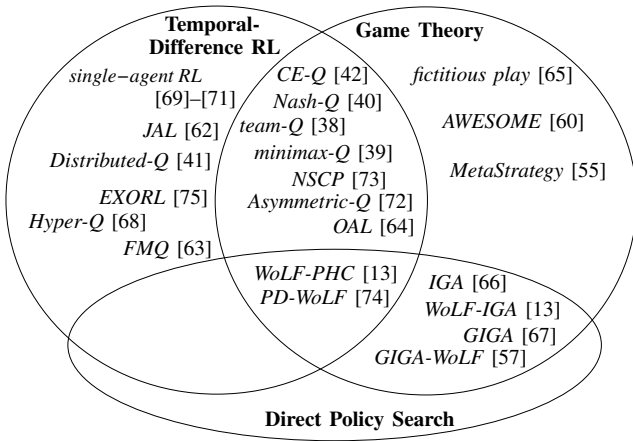 Temporal-
Difference RL
Game Theory
single−agent RL
[69]–[71]
JAL [62]
Distributed-Q [41]
EXORL [75]
Hyper-Q [68]
FMQ [63]
CE-Q [42]
Nash-Q [40]
team-Q [38]
minimax-Q [39]
NSCP [73]
Asymmetric-Q [72]
OAL [64]
fictitious play [65]
AWESOME [60]
MetaStrategy [55]
WoLF-PHC [13]
PD-WoLF [74]
IGA [66]
WoLF-IGA [13]
GIGA [67]
GIGA-WoLF [57]
Direct Policy Search